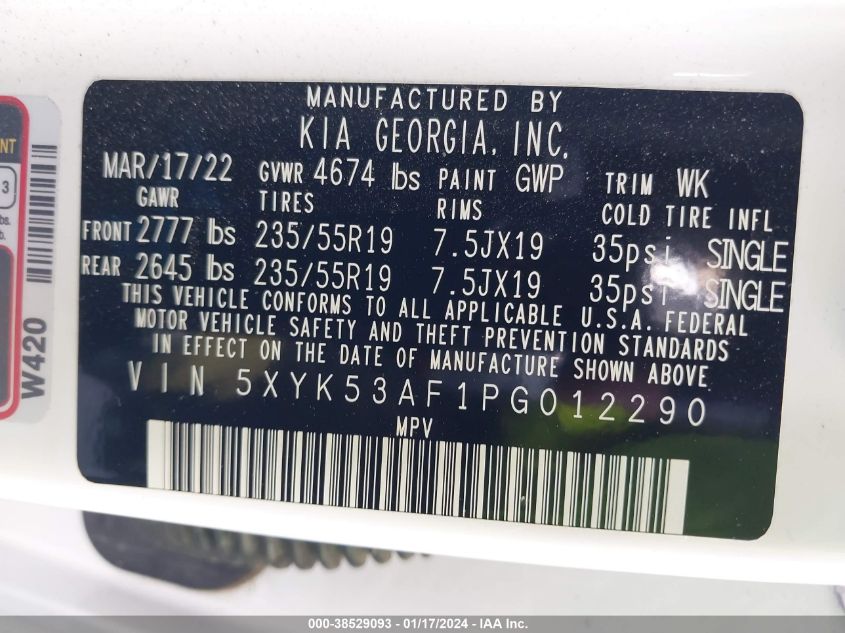 MANUFACTURED BY
KIA GEORGIA, INC.
MAR/17/22 GVWR 4674 lbs PAINT GWP TRIM WK
GAWR TIRES RIMS COLD TIRE INFL
FRONT 2777 lbs 235/55R19 7.5JX19 35psi SINGLE
REAR 2645 lbs 235/55R19 7.5JX19 35psi SINGLE
THIS VEHICLE CONFORMS TO ALL APPLICABLE U.S.A. FEDERAL
MOTOR VEHICLE SAFETY AND THEFT PREVENTION STANDARDS
IN EFFECT ON THE DATE OF MANUFACTURE SHOWN ABOVE
VIN 5XYK53AF1PG012290
MPV
W420
3
000-38529093 - 01/17/2024 - IAA Inc.